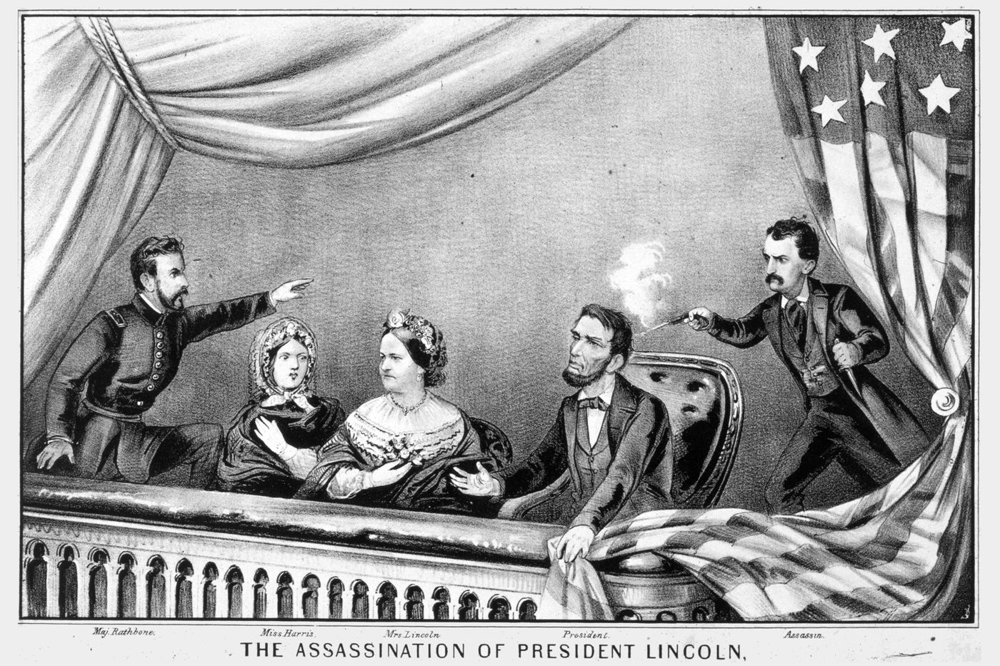 Maj. Rathbone. Miss Harris. Mrs. Lincoln President. Assassin.
THE ASSASSINATION OF PRESIDENT LINCOLN,